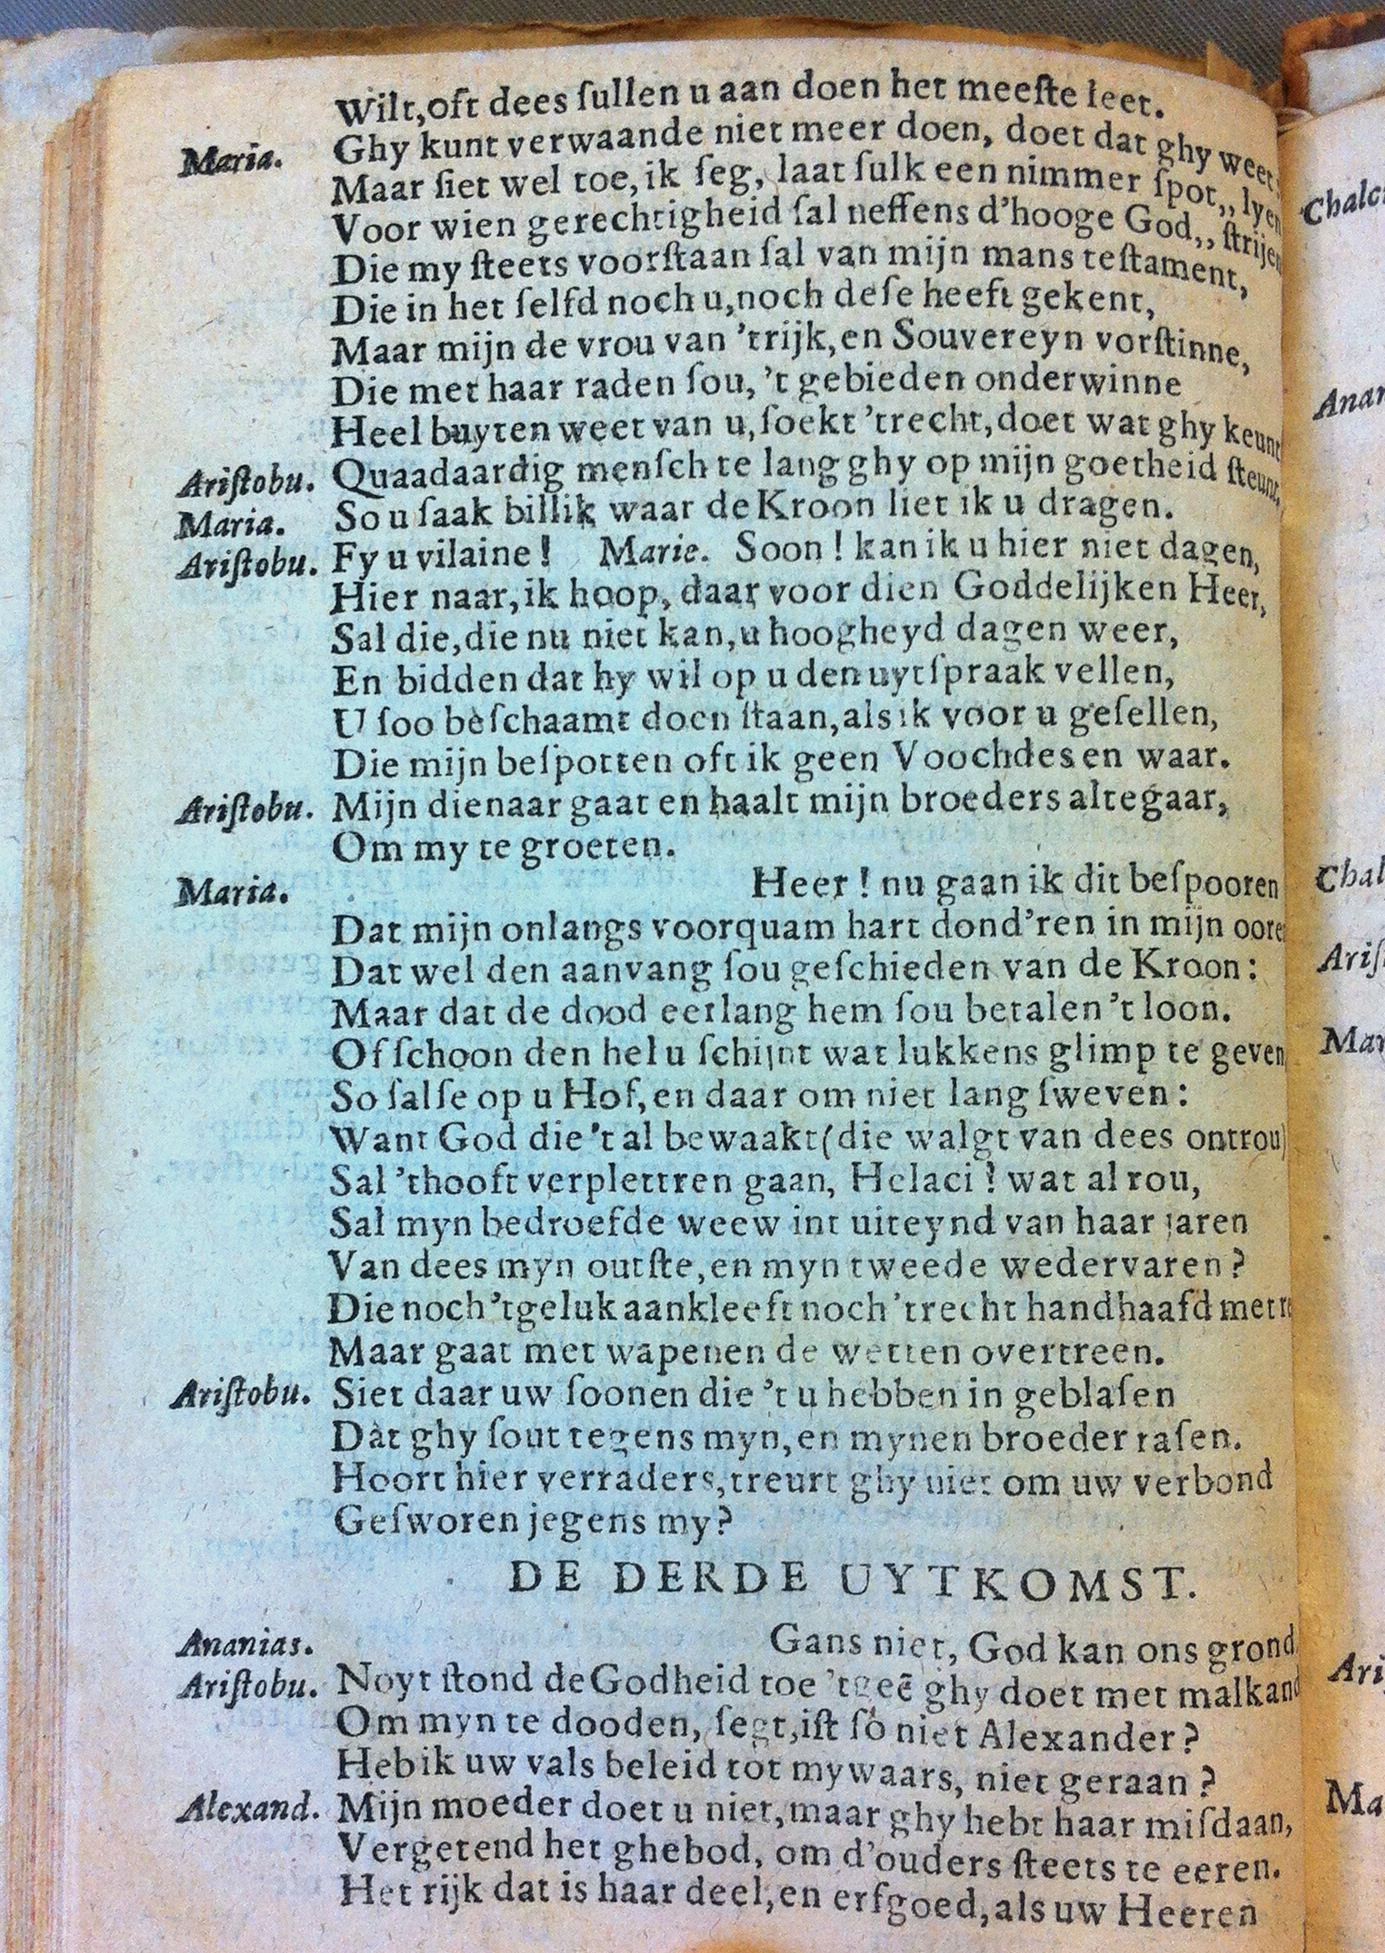 Wilt,oft dees ſullen u aan doen het meeſte leet.
Maria. Ghy kunt verwaande niet meer doen, doet dat ghy weet:
Maar ſiet wel toe, ik ſeg, laat ſulk een nimmer ſpot,, lyen
Voor wien gerechtigheid ſal neffens d'hooge God,, ſtrijen
Die my ſteets voorſtaan ſal van mijn mans teſtament,
Die in het ſelfd noch u,noch deſe heeft gekent,
Maar mijn de vrou van 'trijk,en Souvereyn vorſtinne,
Die met haar raden ſou, 't gebieden onderwinne
Heel buyten weet van u, ſoekt 'trecht,doet wat ghy keunt
Ariſtobu. Quaadaardig menſch te lang ghy op mijn goetheid ſteunt,
Maria. So u ſaak billik waar de Kroon liet ik u dragen.
Ariſtobu. Fy u vilaine! Marie. Soon! kan ik u hier niet dagen,
Hier naar,ik hoop, daar voor dien Goddelijken Heer,
Sal die,die nu niet kan,u hoogheyd dagen weer,
En bidden dat hy wil op u den uytſpraak vellen,
U ſoo beſchaamt doen ſtaan,als ik voor u geſellen,
Die mijn beſpotten oft ik geen Voochdes en waar.
Ariſtobu. Mijn dienaar gaat en haalt mijn broeders altegaar,
Om my te groeten.
Maria. Heer! nu gaan ik dit beſpooren
Dat mijn onlangs voorquam hart dond'ren in mijn
Dat wel den aanvang ſou geſchieden van de Kroon:
Maar dat de dood eerlang hem ſou betalen 't loon.
Of ſchoon den hel u ſchijnt wat lukkens glimp te geven
So ſalſe op u Hof,en daar om niet lang ſweven:
Want God die 't al bewaakt (die walgt van dees ontrou)
Sal 'thooft verplettren gaan, Helaci! wat al rou,
Sal myn bedroefde weew int uiteynd van haar jaren
Van dees myn outſte,en myn tweede wedervaren?
Die noch 'tgeluk aankleeft noch 'trecht handhaafd met
Maar gaat met wapenen de wetten overtreen.
Ariſtobu. Siet daar uw ſoonen die 't u hebben in geblaſen
Dat ghy ſout tegens myn,en mynen broeder raſen.
Hoort hier verraders,treurt ghy niet om uw verbond
Geſworen jegens my?
DE DERDE UYTKOMST.
Ananias. Gans niet, God kan ons grond
Ariſtobu. Noyt ſtond de Godheid toe 'tgeē ghy doet met
Om myn te dooden, ſegt,iſt ſo niet Alexander?
Heb ik uw vals beleid tot mywaars, niet geraan?
Alexand. Mijn moeder doet u niet,maar ghy hebt haar miſdaan,
Vergetend het ghebod, om d'ouders ſteets te eeren.
Het rijk dat is haar deel,en erfgoed,als uw Heeren